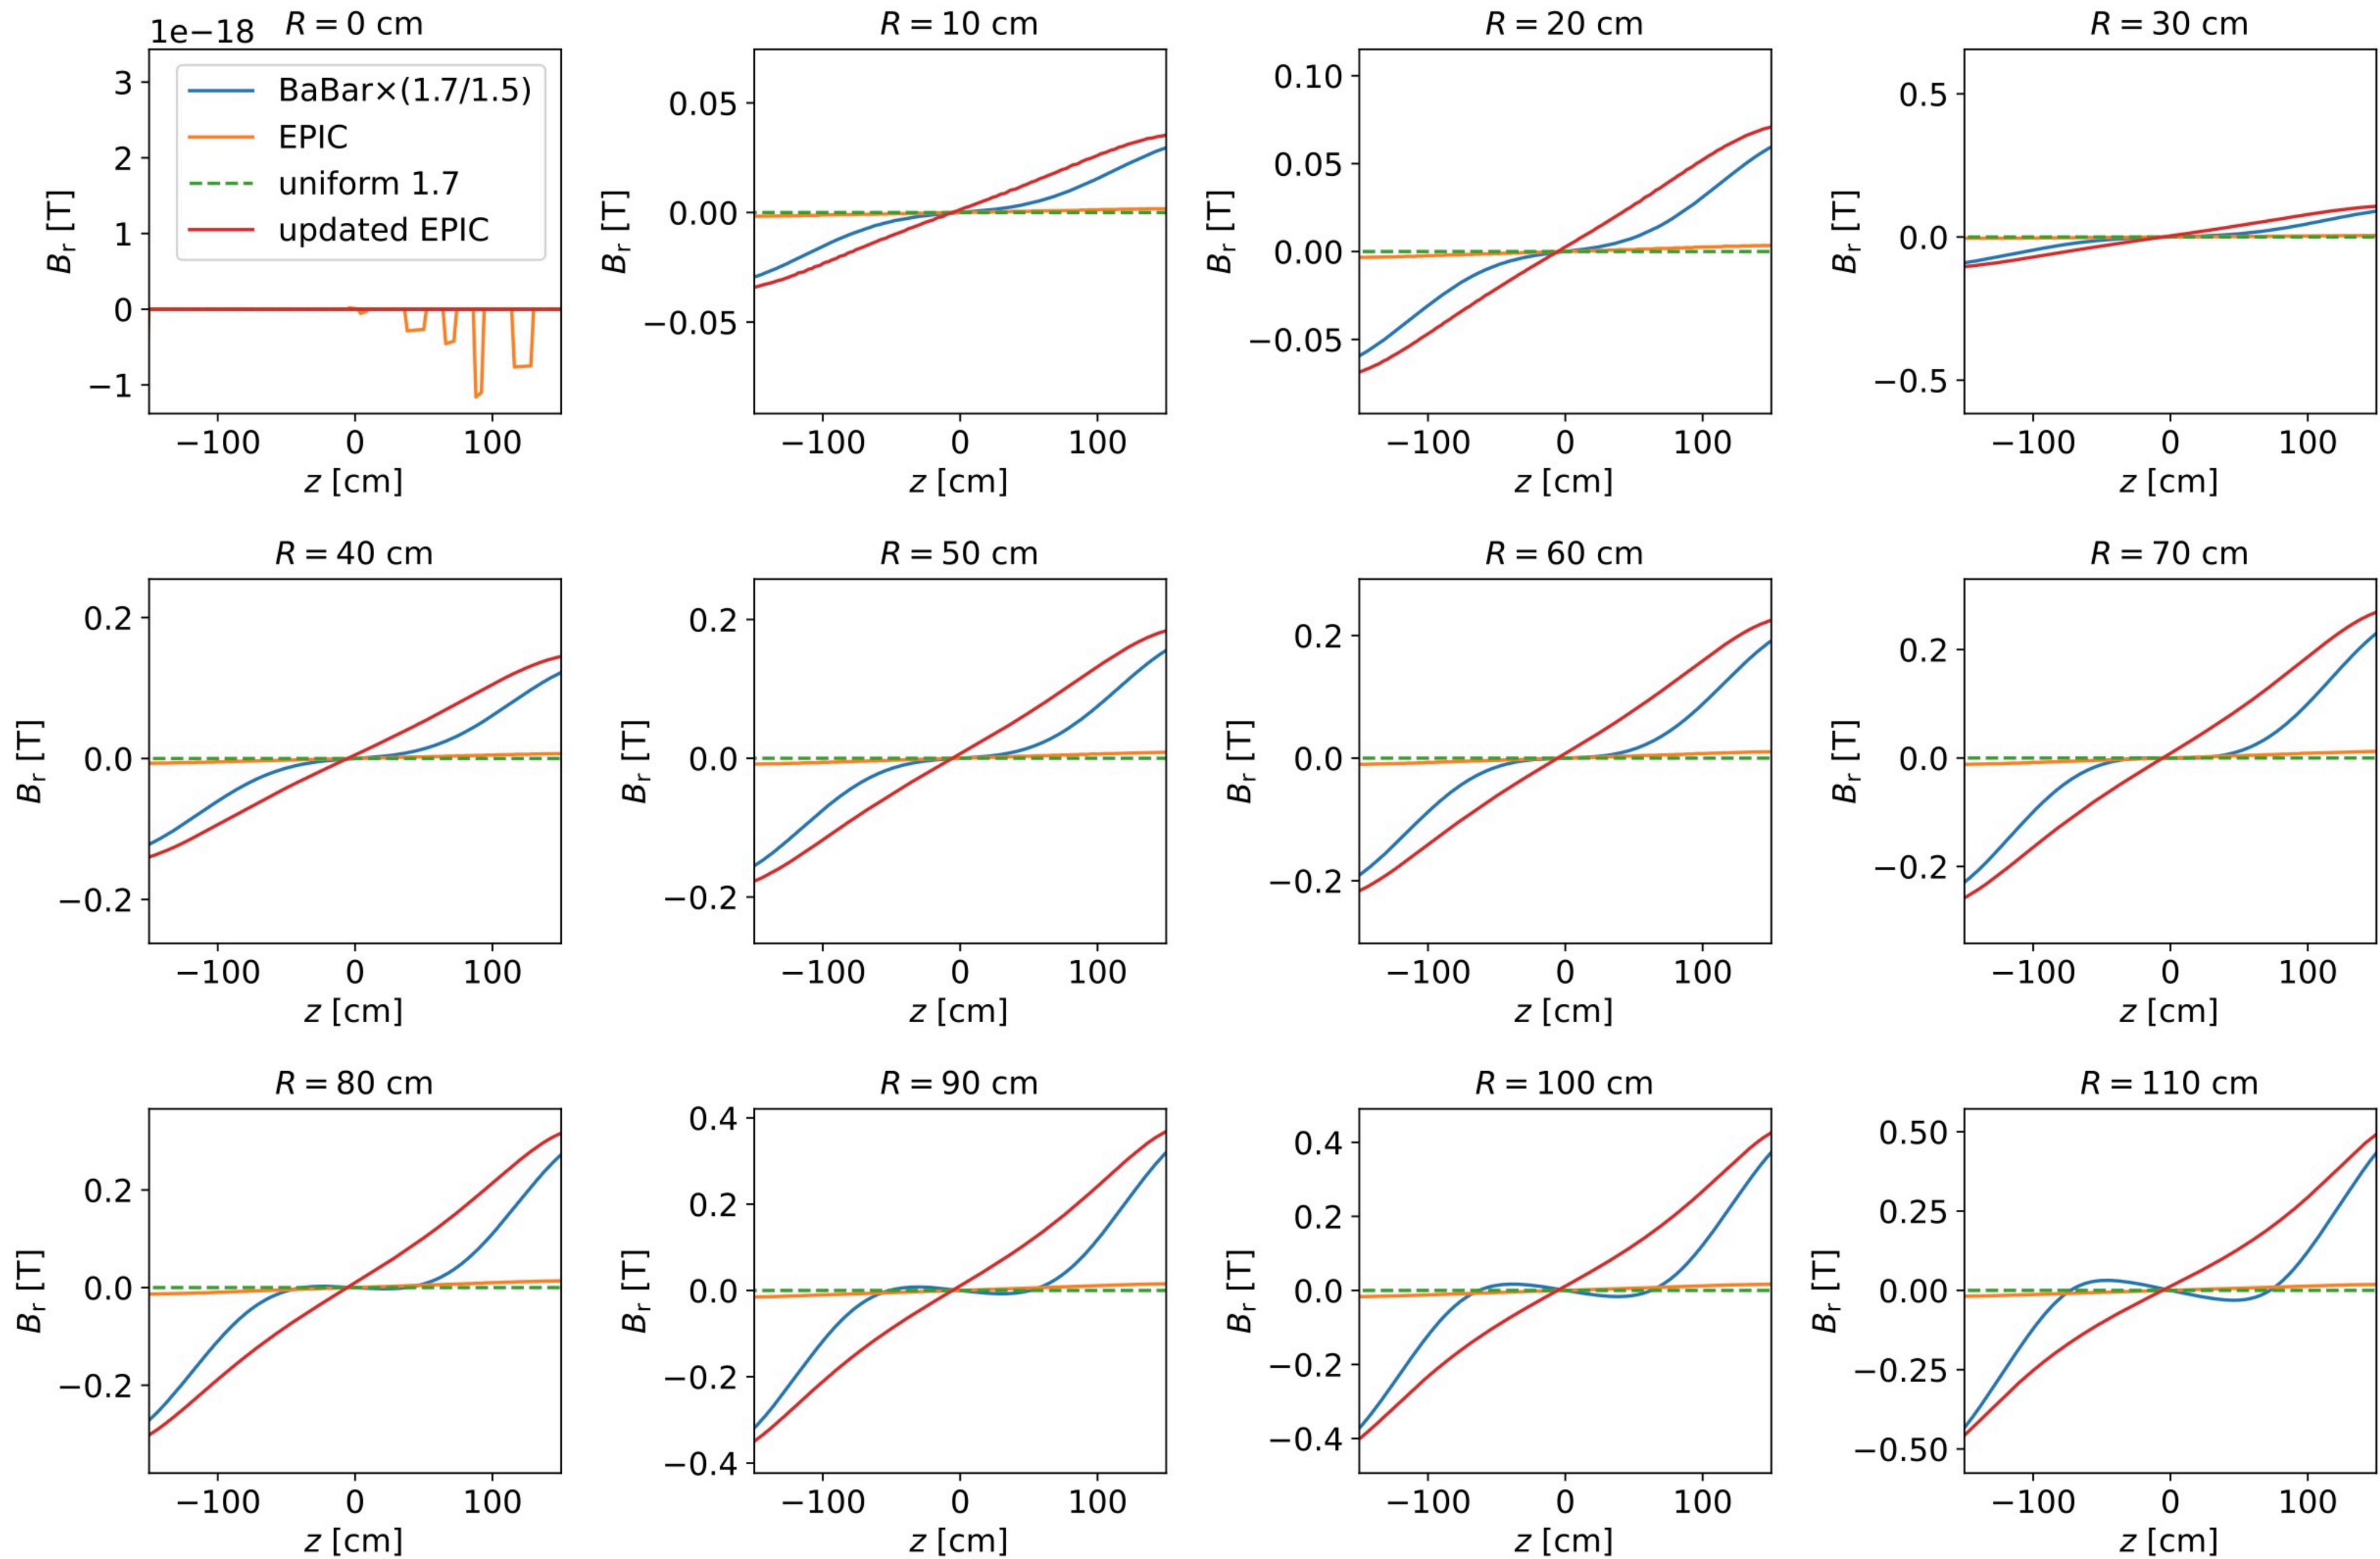 1e−18
R = 0 cm
3
2
1
0
−1
B_r [T]
BaBar×(1.7/1.5)
EPIC
uniform 1.7
updated EPIC
−100 0 100
z [cm]
R = 10 cm
0.05
0.00
−0.05
B_r [T]
−100 0 100
z [cm]
R = 20 cm
0.10
0.05
0.00
−0.05
B_r [T]
−100 0 100
z [cm]
R = 30 cm
0.5
0.0
−0.5
B_r [T]
−100 0 100
z [cm]
R = 40 cm
0.2
0.0
−0.2
B_r [T]
−100 0 100
z [cm]
R = 50 cm
0.2
0.0
−0.2
B_r [T]
−100 0 100
z [cm]
R = 60 cm
0.2
0.0
−0.2
B_r [T]
−100 0 100
z [cm]
R = 70 cm
0.2
0.0
−0.2
B_r [T]
−100 0 100
z [cm]
R = 80 cm
0.2
0.0
−0.2
B_r [T]
−100 0 100
z [cm]
R = 90 cm
0.4
0.2
0.0
−0.2
−0.4
B_r [T]
−100 0 100
z [cm]
R = 100 cm
0.4
0.2
0.0
−0.2
−0.4
B_r [T]
−100 0 100
z [cm]
R = 110 cm
0.50
0.25
0.00
−0.25
−0.50
B_r [T]
−100 0 100
z [cm]